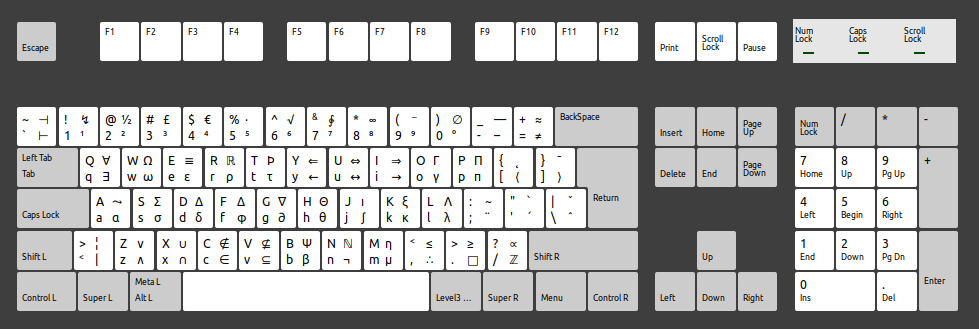 Escape F1 F2 F3 F4 F5 F6 F7 F8 F9 F10 F11 F12 Print Scroll Lock Pause Num Lock Caps Lock Scroll Lock
~ ⊣ ! ↯ @ ½ # £ $ € % · ^ √ & ∮ * ∞ ( ⁻ ) ∅ _ — + ≈ BackSpace Insert Home Page Up Num Lock / * -
` ⊢ 1 ¹ 2 ² 3 ³ 4 ⁴ 5 ⁵ 6 ⁶ 7 ⁷ 8 ⁸ 9 ⁹ 0 ° - – = ≠
Left Tab Q ∀ W Ω E ≡ R ℝ T Þ Y ⇐ U ⇔ I ⇒ O Γ P Π { ˛ } ¯ Delete End Page Down 7 8 9 +
Tab q ∃ w ω e ε r ρ t τ y ← u ↔ i → o γ p π [ ⟨ ] ⟩ Home Up Pg Up
Caps Lock A ⤳ S Σ D Δ F Δ G ∇ H Θ J ı K ξ L Λ : ~ " ` | ˇ Return 4 5 6
a α s σ d δ f φ g ∂ h θ j ∫ k κ l λ ; ¨ ' ´ \ ^ Left Begin Right
Shift L > ¦ Z ∨ X ∪ C ∉ V ⊈ B Ψ N ℕ M η < ≤ > ≥ ? ∝ Shift R Up 1 2 3 Enter
< | z ∧ x ∩ c ∈ v ⊆ b β n ¬ m μ , ∴ . □ / ℤ End Down Pg Dn
Control L Super L Meta L Alt L Level3 ... Super R Menu Control R Left Down Right 0 .
Ins Del